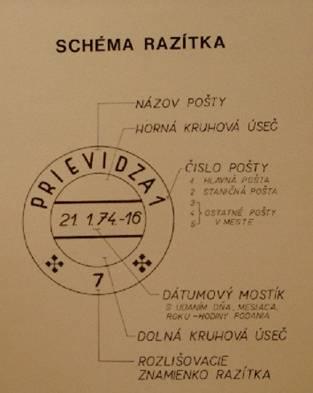 SCHÉMA RAZÍTKA
NÁZOV POŠTY
HORNÁ KRUHOVÁ ÚSEČ
PRIEVIDZA 1
ČISLO POŠTY
1 HLAVNÁ POŠTA
2 STANIČNÁ POŠTA
3
4 OSTATNÉ POŠTY
5 V MESTE
21. 1. 74.-16
7
DÁTUMOVÝ MOSTÍK
S UDANÍM DŇA, MESIACA,
ROKU - HODINY PODANIA
DOLNÁ KRUHOVÁ ÚSEČ
ROZLIŠOVACIE
ZNAMIENKO RAZÍTKA